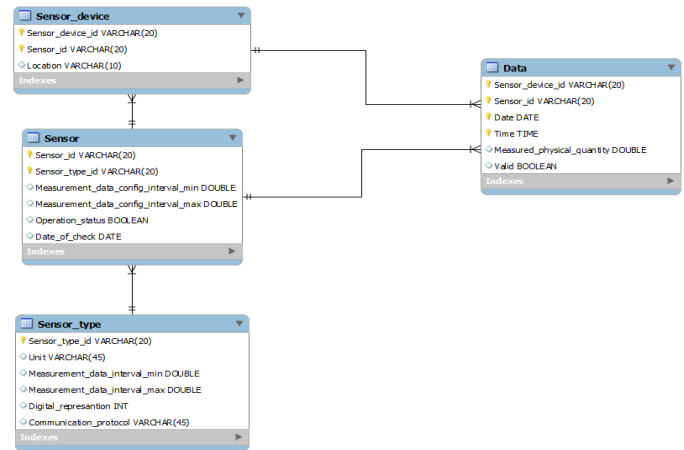 Sensor_device
Sensor_device_id VARCHAR(20)
Sensor_id VARCHAR(20)
Location VARCHAR(10)
Indexes
Sensor
Sensor_id VARCHAR(20)
Sensor_type_id VARCHAR(20)
Measurement_data_config_interval_min DOUBLE
Measurement_data_config_interval_max DOUBLE
Operation_status BOOLEAN
Date_of_check DATE
Indexes
Sensor_type
Sensor_type_id VARCHAR(20)
Unit VARCHAR(45)
Measurement_data_interval_min DOUBLE
Measurement_data_interval_max DOUBLE
Digital_represantion INT
Communication_protocol VARCHAR(45)
Indexes
Data
Sensor_device_id VARCHAR(20)
Sensor_id VARCHAR(20)
Date DATE
Time TIME
Measured_physical_quantity DOUBLE
Valid BOOLEAN
Indexes